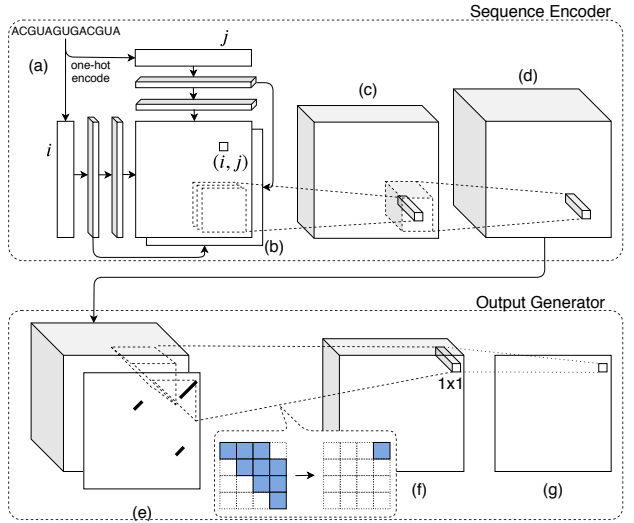 Sequence Encoder
ACGUAGUGACGUA
(a)
one-hot
encode
j
i
(i, j)
(b)
(c)
(d)
Output Generator
1x1
(e)
(f)
(g)